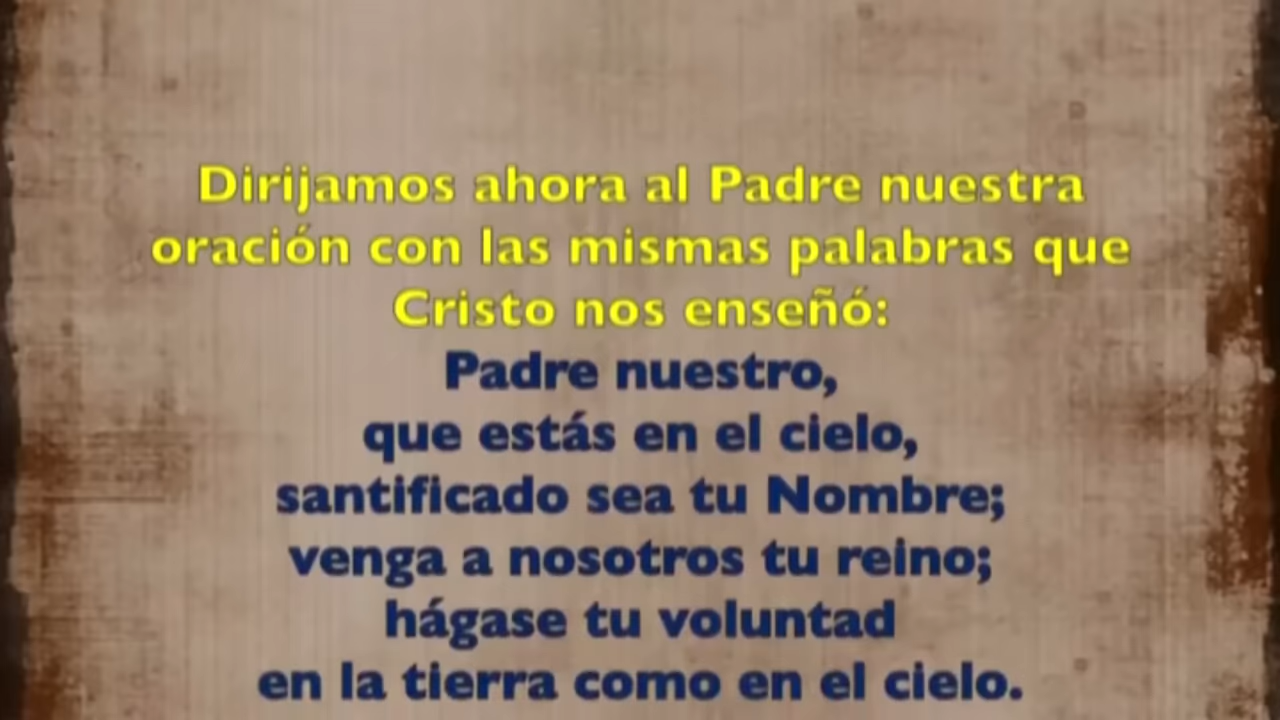 Dirijamos ahora al Padre nuestra
oración con las mismas palabras que
Cristo nos enseñó:
Padre nuestro,
que estás en el cielo,
santificado sea tu Nombre;
venga a nosotros tu reino;
hágase tu voluntad
en la tierra como en el cielo.